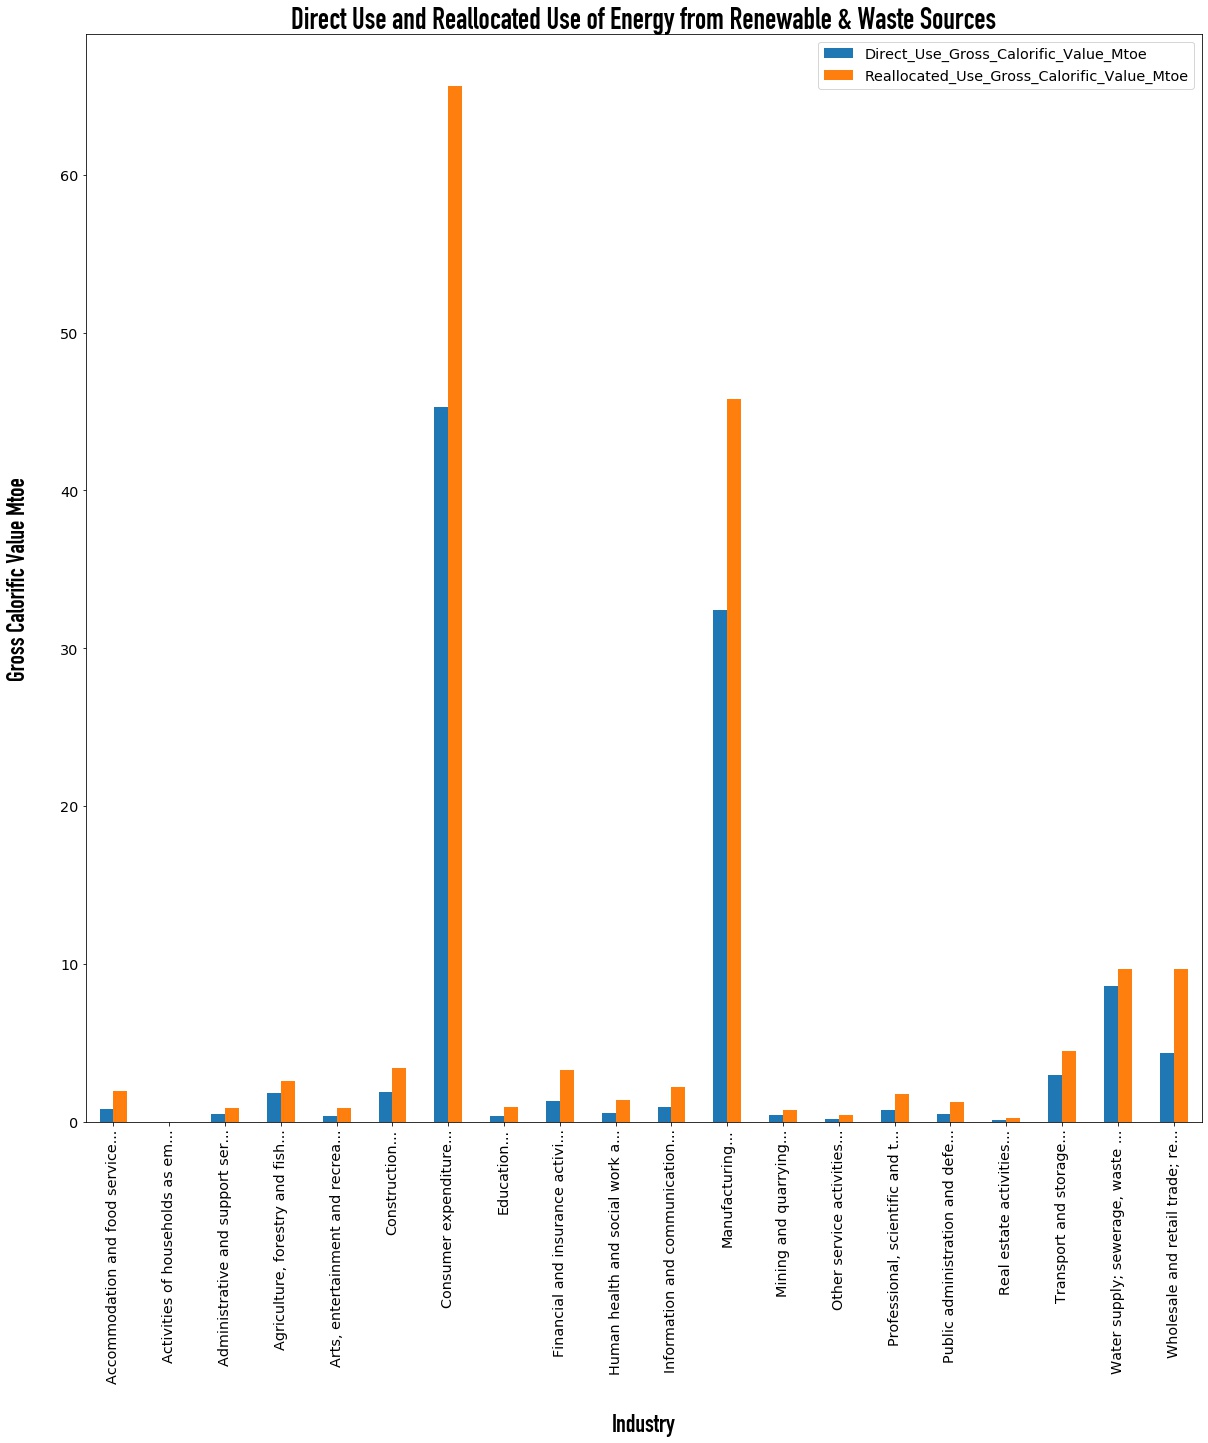 Direct Use and Reallocated Use of Energy from Renewable & Waste Sources
Direct_Use_Gross_Calorific_Value_Mtoe
Reallocated_Use_Gross_Calorific_Value_Mtoe
Gross Calorific Value Mtoe
60
50
40
30
20
10
0
Accommodation and food service...
Activities of households as em...
Administrative and support ser...
Agriculture, forestry and fish...
Arts, entertainment and recrea...
Construction...
Consumer expenditure...
Education...
Financial and insurance activi...
Human health and social work a...
Information and communication...
Manufacturing...
Mining and quarrying...
Other service activities...
Professional, scientific and t...
Public administration and defe...
Real estate activities...
Transport and storage...
Water supply; sewerage, waste ...
Wholesale and retail trade; re...
Industry